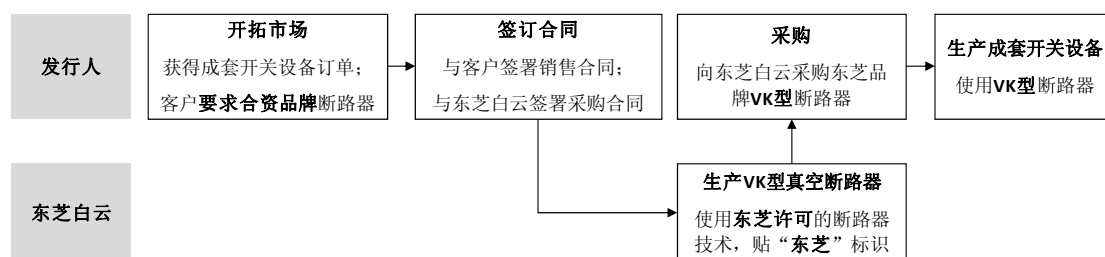 发行人
开拓市场
获得成套开关设备订单；
客户要求合资品牌断路器
签订合同
与客户签署销售合同；
与东芝白云签署采购合同
采购
向东芝白云采购东芝品
牌VK型断路器
生产成套开关设备
使用VK型断路器
东芝白云
生产VK型真空断路器
使用东芝许可的断路器
技术，贴“东芝”标识